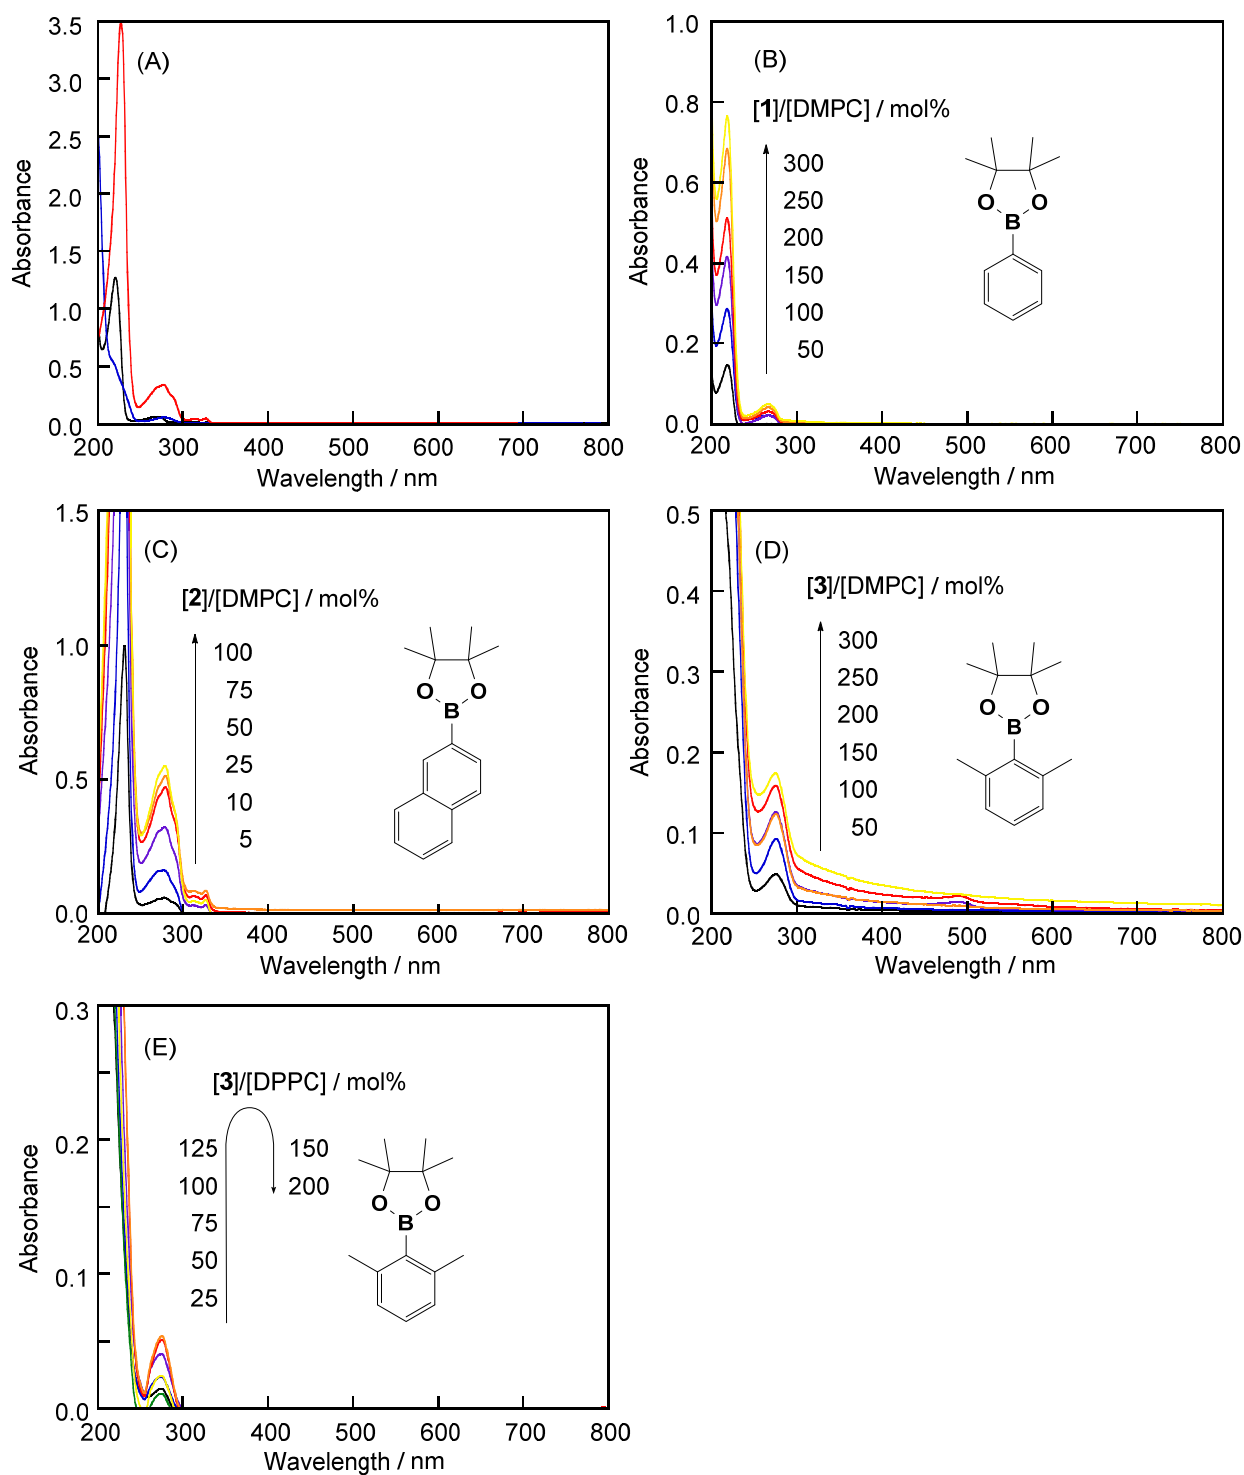 (A)
3.5
3.0
2.5
2.0
1.5
1.0
0.5
0.0
Absorbance
200 300 400 500 600 700 800
Wavelength / nm
(B)
[1]/[DMPC] / mol%
300
250
200
150
100
50
O O
B
1.0
0.8
0.6
0.4
0.2
0.0
Absorbance
200 300 400 500 600 700 800
Wavelength / nm
(C)
[2]/[DMPC] / mol%
100
75
50
25
10
5
O O
B
1.5
1.0
0.5
0.0
Absorbance
200 300 400 500 600 700 800
Wavelength / nm
(D)
[3]/[DMPC] / mol%
300
250
200
150
100
50
O O
B
0.5
0.4
0.3
0.2
0.1
0.0
Absorbance
200 300 400 500 600 700 800
Wavelength / nm
(E)
[3]/[DPPC] / mol%
125 150
100 200
75
50
25
O O
B
0.3
0.2
0.1
0.0
Absorbance
200 300 400 500 600 700 800
Wavelength / nm